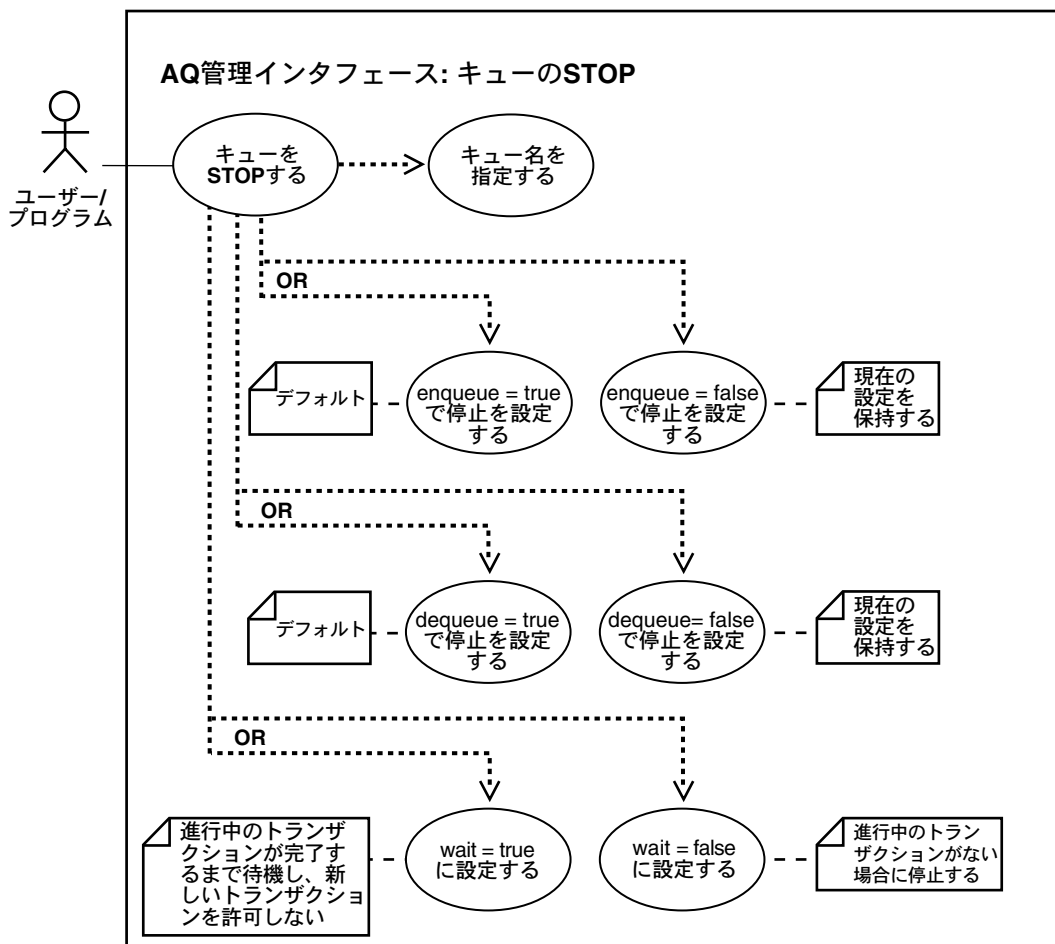 AQ管理インタフェース: キューのSTOP
ユーザー/
プログラム
キューを
STOPする
キュー名を
指定する
OR
デフォルト
enqueue = true
で停止を設定
する
enqueue = false
で停止を設定
する
現在の
設定を
保持する
OR
デフォルト
dequeue = true
で停止を設定
する
dequeue= false
で停止を設定
する
現在の
設定を
保持する
OR
進行中のトランザ
クションが完了す
るまで待機し、新
しいトランザクショ
ンを許可しない
wait = true
に設定する
wait = false
に設定する
進行中のトラン
ザクションがない
場合に停止する